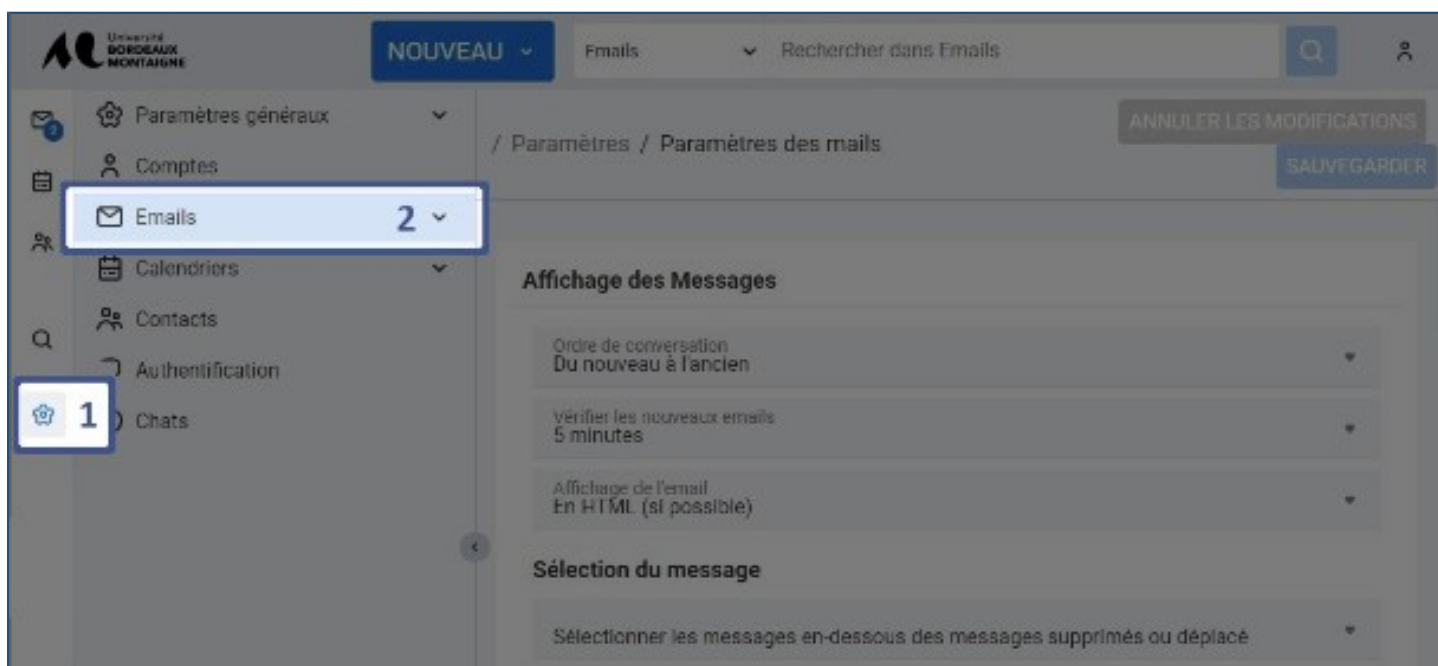 Université
BORDEAUX
MONTAIGNE
NOUVEAU
Emails
Rechercher dans Emails
2
Paramètres généraux
Comptes
Emails 2
Calendriers
Contacts
Authentification
1 Chats
/ Paramètres / Paramètres des mails
ANNULER LES MODIFICATIONS
SAUVEGARDER
Affichage des Messages
Ordre de conversation
Du nouveau à l'ancien
Vérifier les nouveaux emails
5 minutes
Affichage de l'email
En HTML (si possible)
Sélection du message
Sélectionner les messages en-dessous des messages supprimés ou déplacé